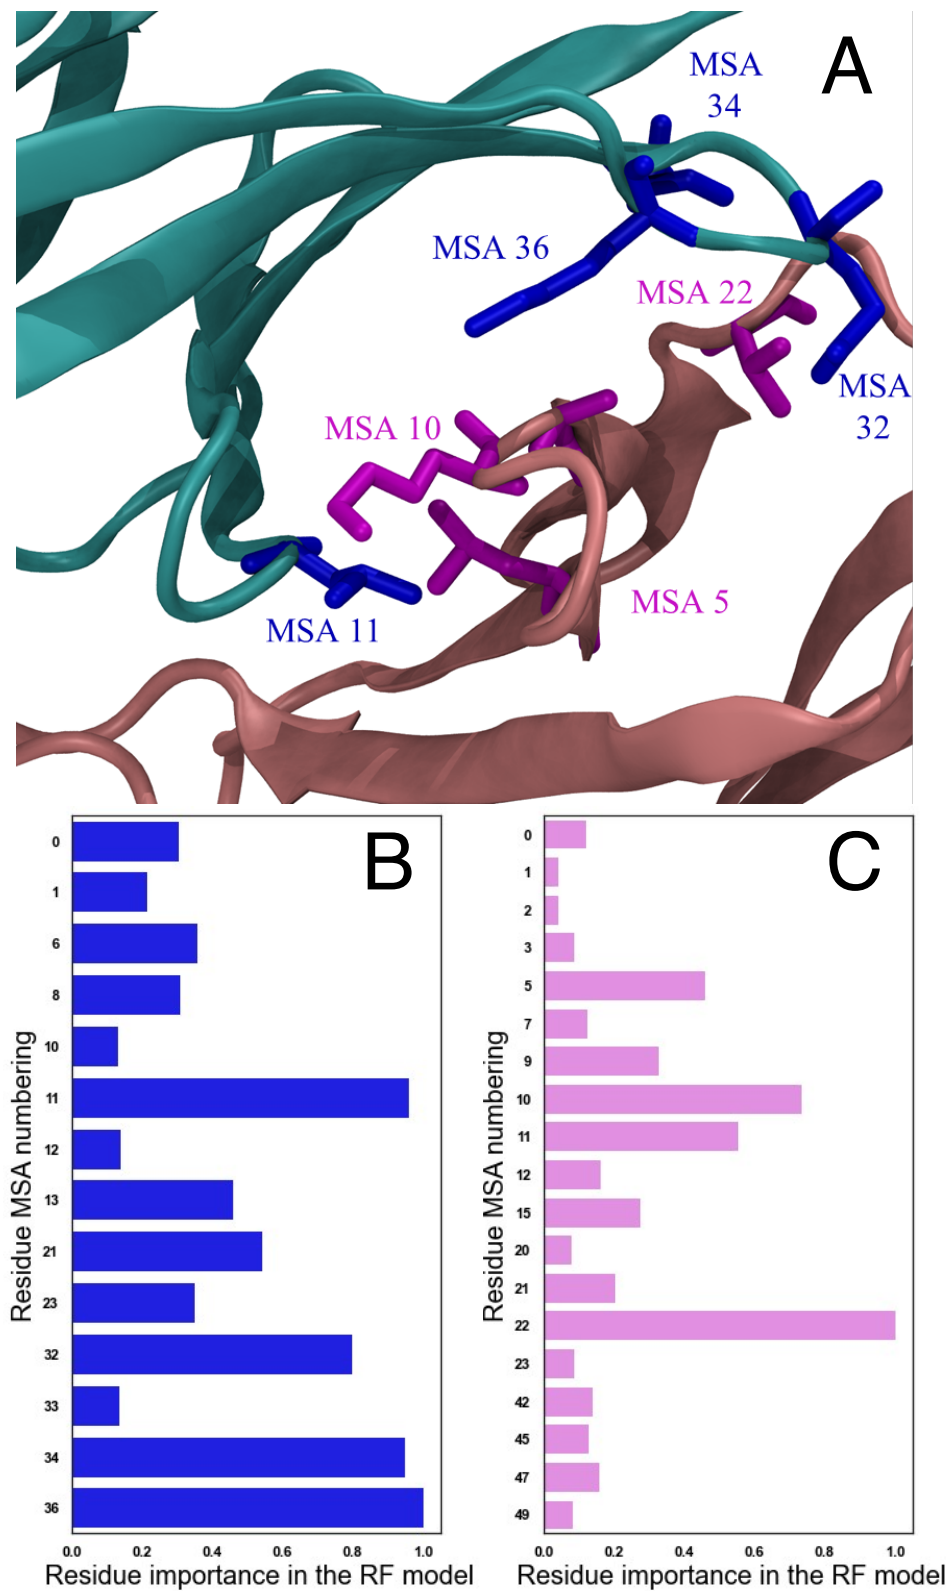 A
MSA
34
MSA 36
MSA 22
MSA
32
MSA 10
MSA 5
MSA 11
B
Residue MSA numbering
0
1
6
8
10
11
12
13
21
23
32
33
34
36
0.0 0.2 0.4 0.6 0.8 1.0
Residue importance in the RF model
C
Residue MSA numbering
0
1
2
3
5
7
9
10
11
12
15
20
21
22
23
42
45
47
49
0.0 0.2 0.4 0.6 0.8 1.0
Residue importance in the RF model